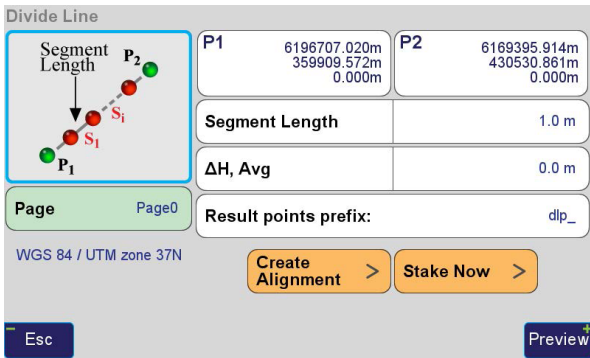 Divide Line
Segment
Length
P2
Si
S1
P1
P1
6196707.020m
359909.572m
0.000m
P2
6169395.914m
430530.861m
0.000m
Segment Length
1.0 m
ΔH, Avg
0.0 m
Page
Page0
Result points prefix:
dlp_
WGS 84 / UTM zone 37N
Create
Alignment >
Stake Now >
- Esc
Preview +